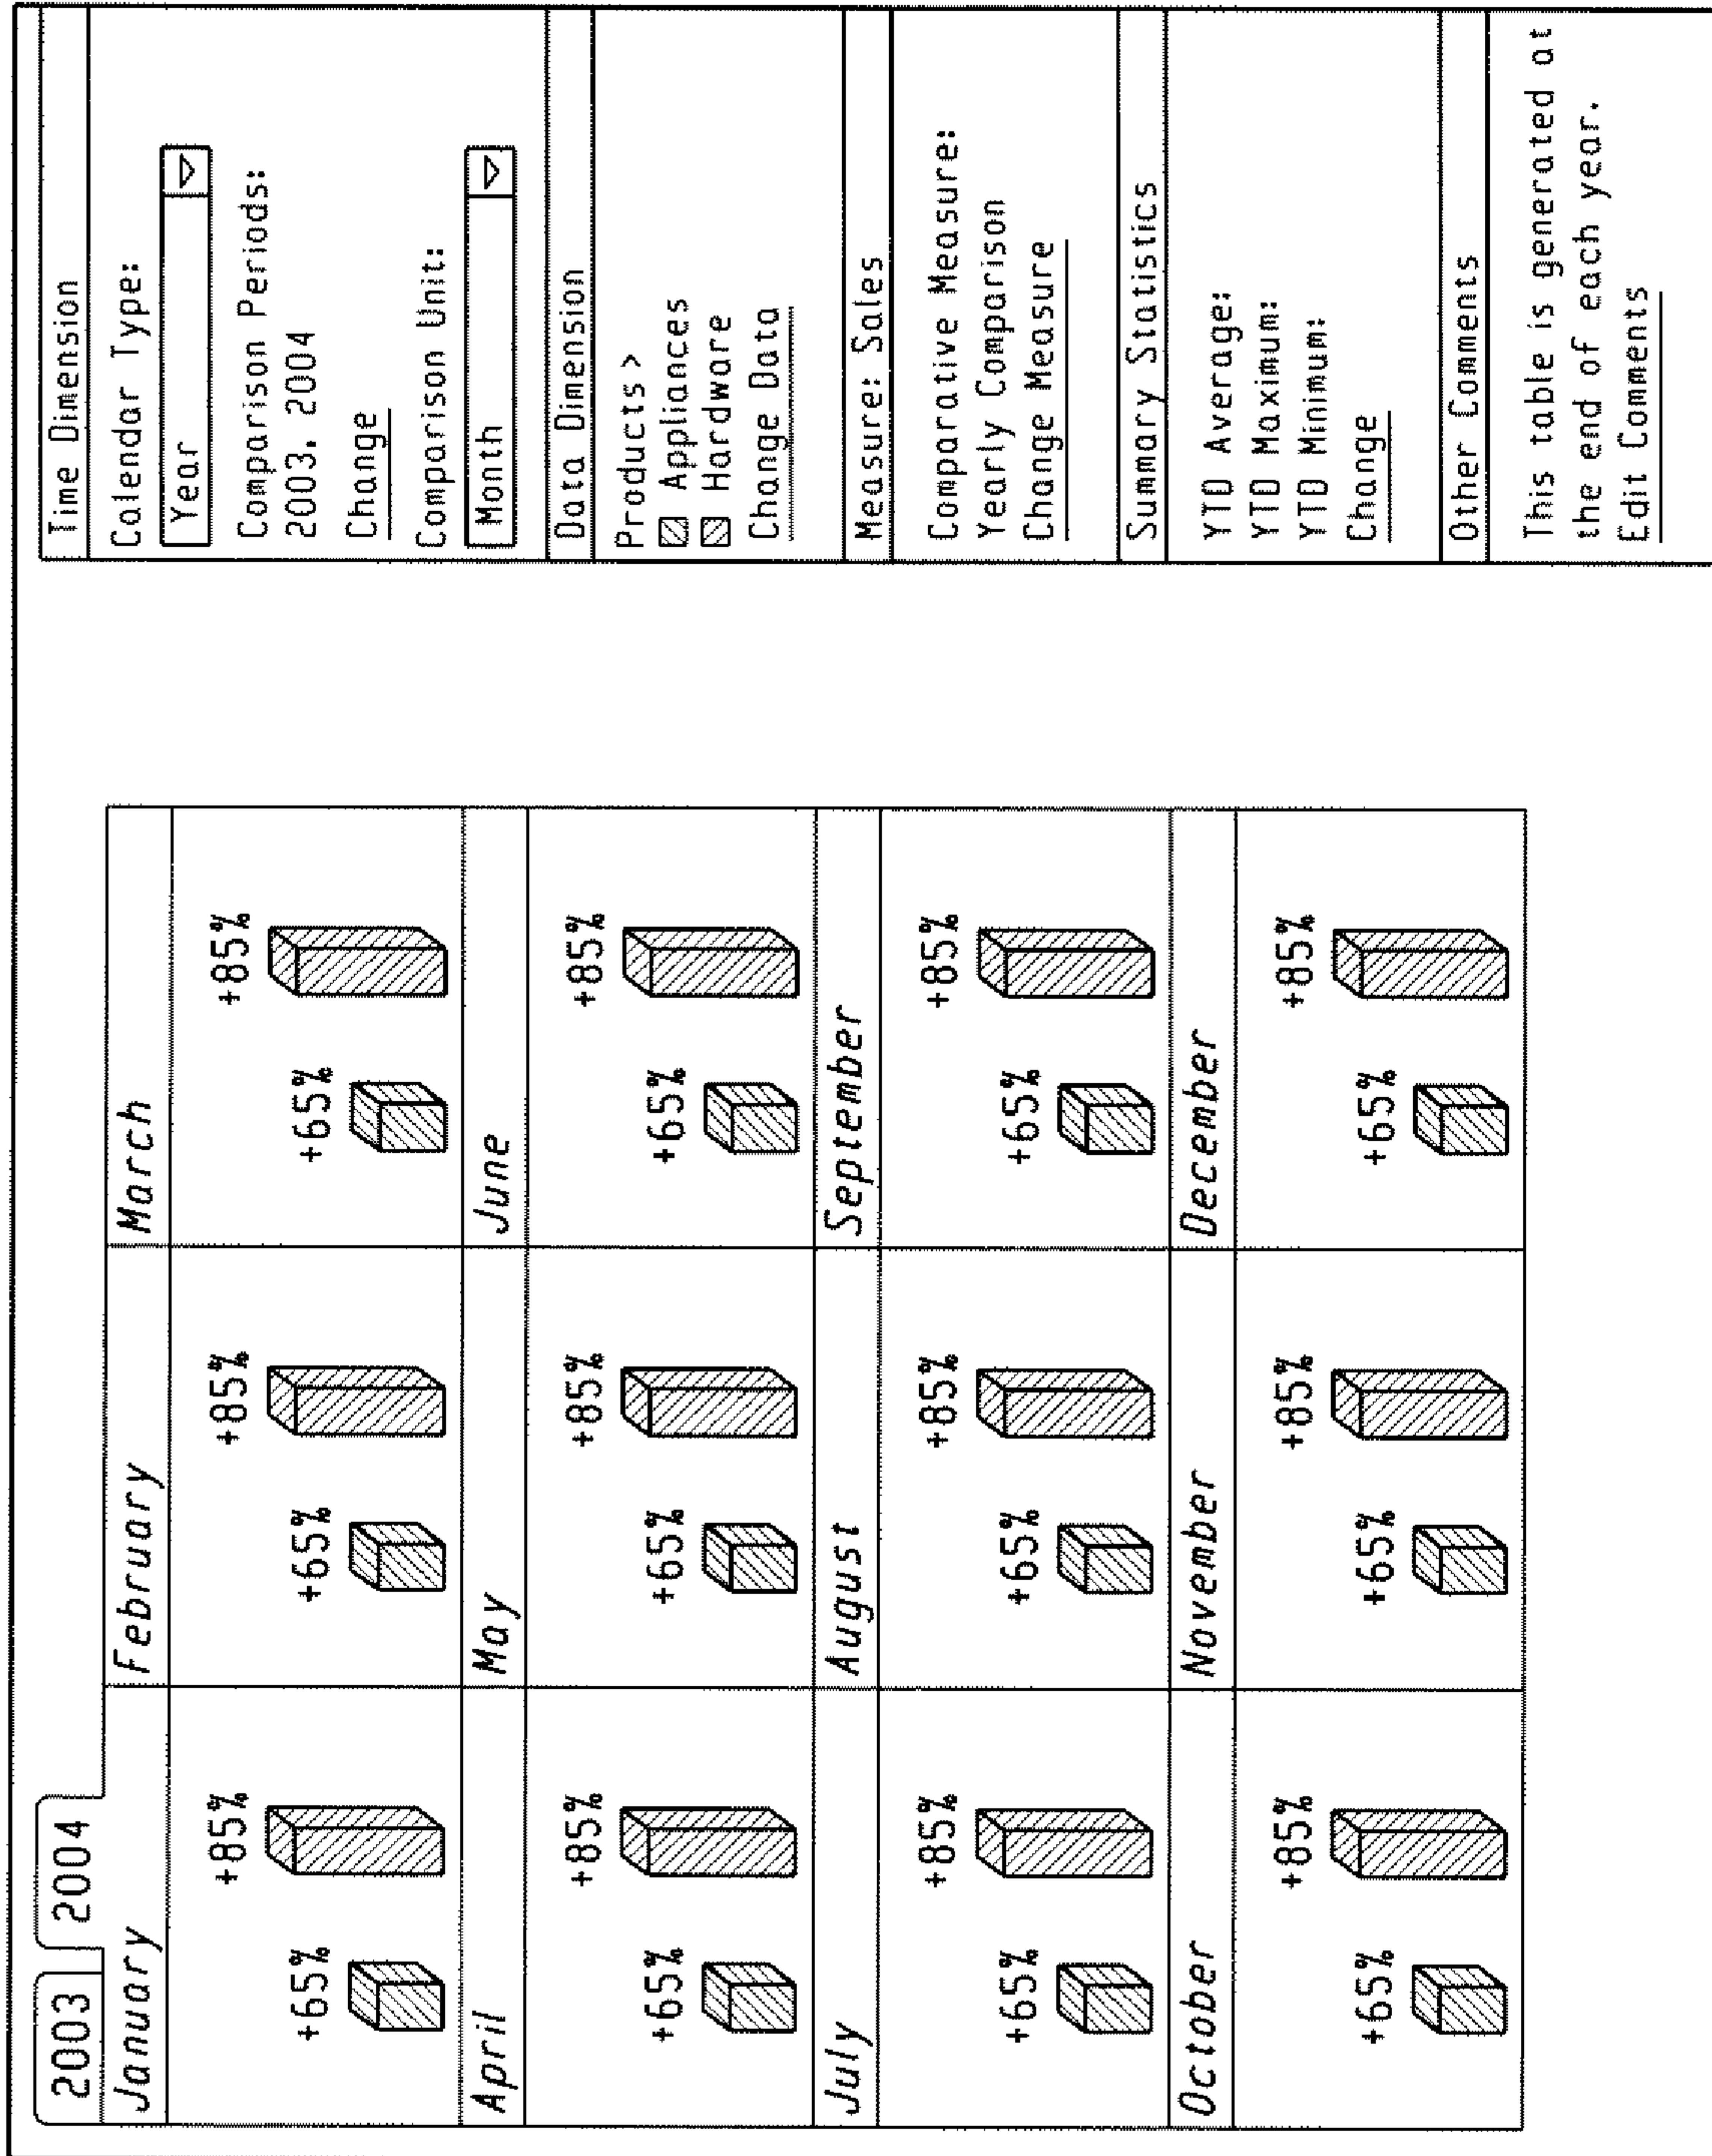 2003 2004
January February March
+65% +85% +65% +85% +65% +85%
April May June
+65% +85% +65% +85% +65% +85%
July August September
+65% +85% +65% +85% +65% +85%
October November December
+65% +85% +65% +85% +65% +85%
Time Dimension
Calendar Type:
Year
Comparison Periods:
2003, 2004
Change
Comparison Unit:
Month
Data Dimension
Products >
Appliances
Hardware
Change Data
Measure: Sales
Comparative Measure:
Yearly Comparison
Change Measure
Summary Statistics
YTD Average:
YTD Maximum:
YTD Minimum:
Change
Other Comments
This table is generated at
the end of each year.
Edit Comments